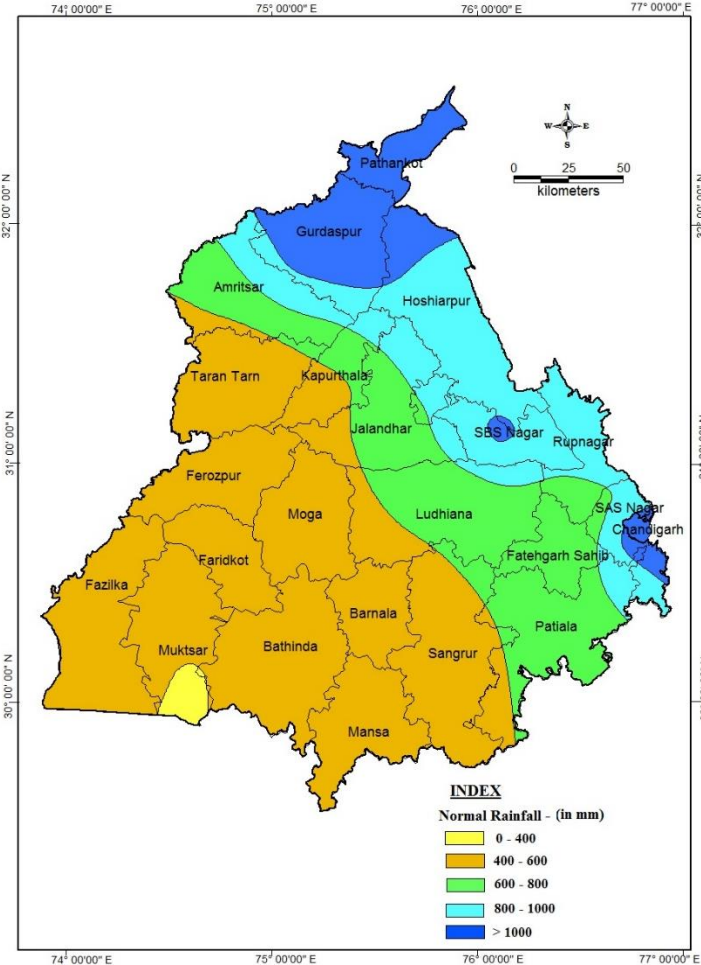 74° 00'00" E 75° 00'00" E 76° 00'00" E 77° 00'00" E
N
W E
S
0 25 50
kilometers
32° 00' 00" N
Pathankot
Gurdaspur
Amritsar
Hoshiarpur
Taran Tarn
Kapurthala
Jalandhar
SBS Nagar
Rupnagar
31° 00' 00" N
Ferozpur
Moga
Ludhiana
SAS Nagar
Chandigarh
Fatehgarh Sahib
Faridkot
Fazilka
Barnala
Patiala
Muktsar
Bathinda
Sangrur
30° 00' 00" N
Mansa
INDEX
Normal Rainfall - (in mm)
0 - 400
400 - 600
600 - 800
800 - 1000
> 1000
74° 00'00" E 75° 00'00" E 76° 00'00" E 77° 00'00" E